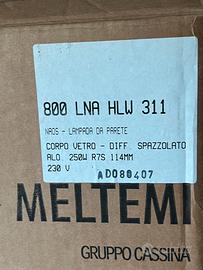 800 LNA HLW 311
NAOS - LAMPADA DA PARETE
CORPO VETRO - DIFF. SPAZZOLATO
ALO. 250W R7S 114MM
230 V
AD080407
MELTEMI
GRUPPO CASSINA